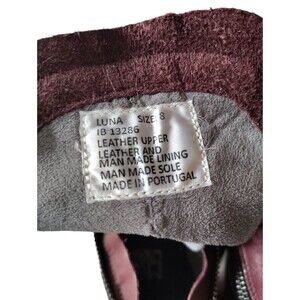 LUNA SIZE: 8
IB 13286
LEATHER UPPER
LEATHER AND
MAN MADE LINING
MAN MADE SOLE
MADE IN PORTUGAL